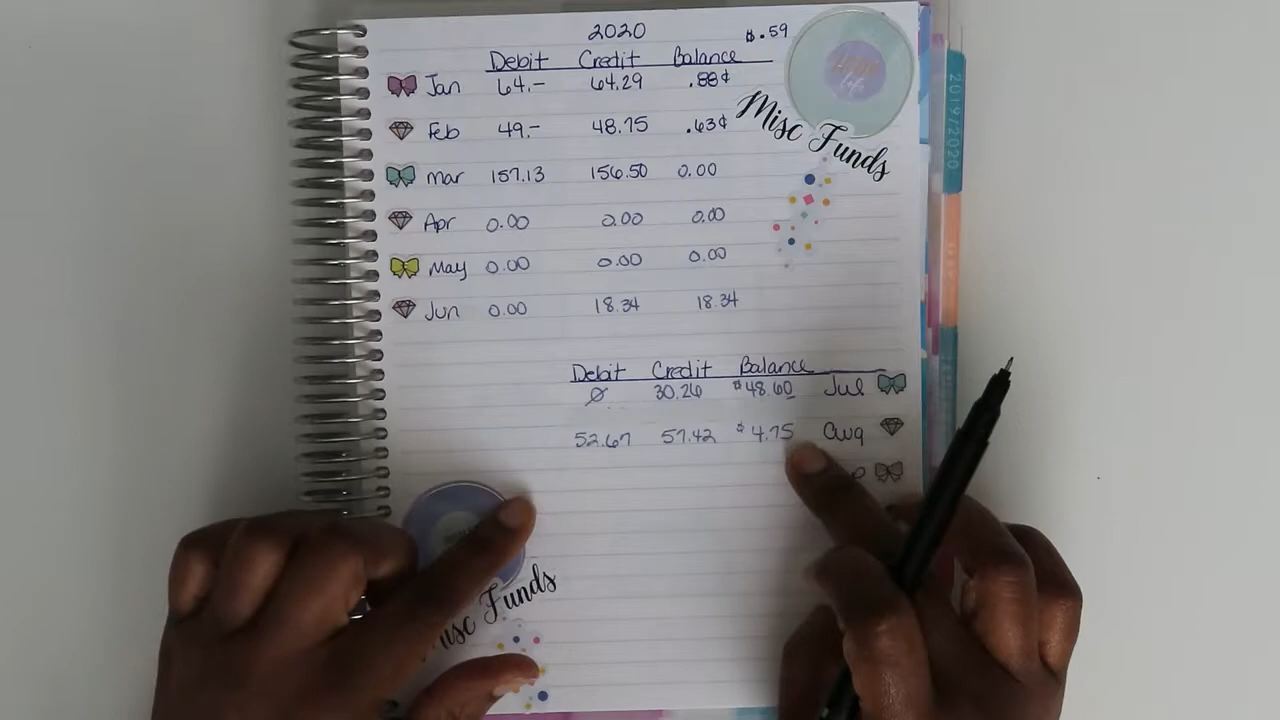 2020 $.59
Debit Credit Balance
Jan 64.- 64.29 .88¢
Feb 49.- 48.75 .63¢
Mar 157.13 156.50 0.00
Apr 0.00 0.00 0.00
May 0.00 0.00 0.00
Jun 0.00 18.34 18.34
Misc Funds
Debit Credit Balance
Ø 30.26 $48.60 Jul
52.67 57.42 $4.75 Aug
Misc Funds
2019/2020